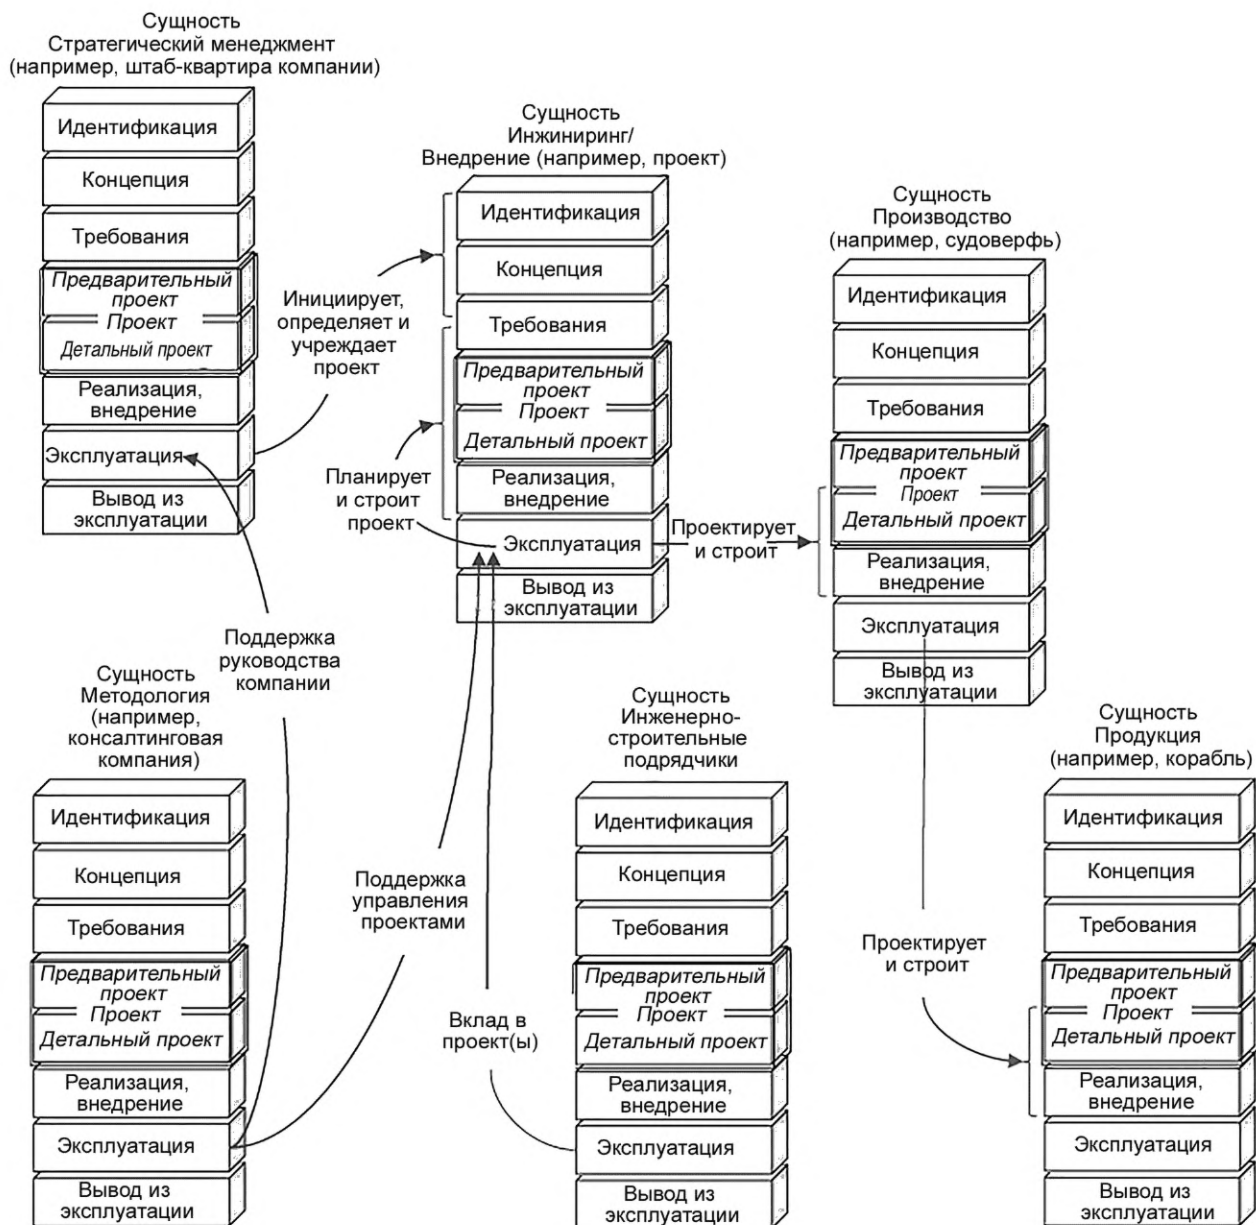 Сущность
Стратегический менеджмент
(например, штаб-квартира компании)
Идентификация
Концепция
Требования
Предварительный
проект
Проект
Детальный проект
Реализация,
внедрение
Эксплуатация
Вывод из
эксплуатации
Инициирует,
определяет и
учреждает
проект
Сущность
Инжиниринг/
Внедрение (например, проект)
Идентификация
Концепция
Требования
Предварительный
проект
Проект
Детальный проект
Реализация,
внедрение
Эксплуатация
Вывод из
эксплуатации
Планирует
и строит
проект
Проектирует
и строит
Сущность
Производство
(например, судоверфь)
Идентификация
Концепция
Требования
Предварительный
проект
Проект
Детальный проект
Реализация,
внедрение
Эксплуатация
Вывод из
эксплуатации
Поддержка
руководства
компании
Сущность
Методология
(например,
консалтинговая
компания)
Идентификация
Концепция
Требования
Предварительный
проект
Проект
Детальный проект
Реализация,
внедрение
Эксплуатация
Вывод из
эксплуатации
Поддержка
управления
проектами
Вклад в
проект(ы)
Сущность
Инженерно-
строительные
подрядчики
Идентификация
Концепция
Требования
Предварительный
проект
Проект
Детальный проект
Реализация,
внедрение
Эксплуатация
Вывод из
эксплуатации
Проектирует
и строит
Сущность
Продукция
(например, корабль)
Идентификация
Концепция
Требования
Предварительный
проект
Проект
Детальный проект
Реализация,
внедрение
Эксплуатация
Вывод из
эксплуатации